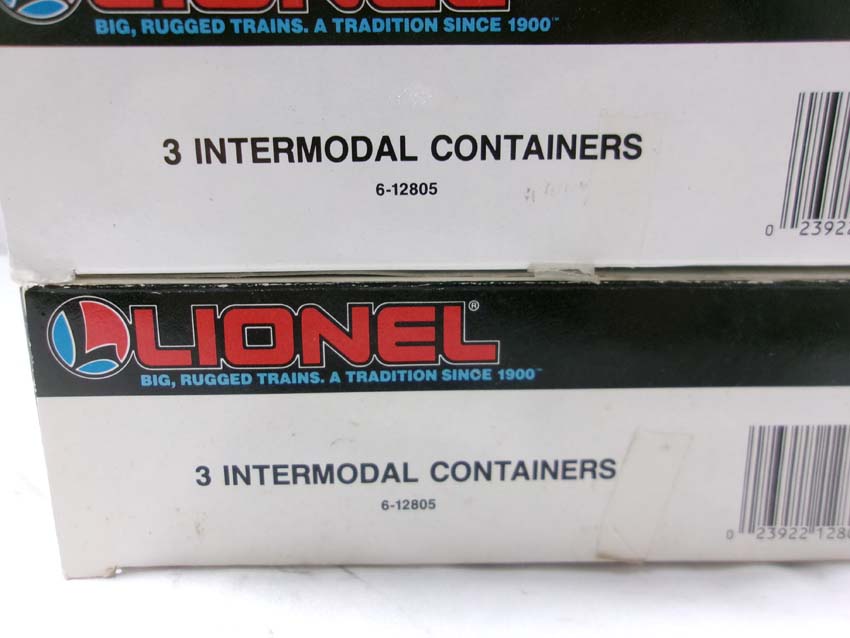 LIONEL
BIG, RUGGED TRAINS. A TRADITION SINCE 1900™
3 INTERMODAL CONTAINERS
6-12805
0 23922
LIONEL®
BIG, RUGGED TRAINS. A TRADITION SINCE 1900™
3 INTERMODAL CONTAINERS
6-12805
0 23922 128